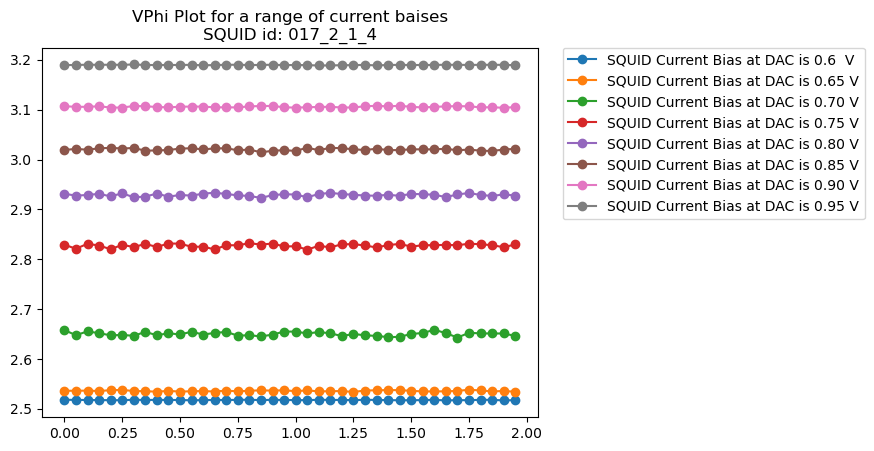 VPhi Plot for a range of current baises
SQUID id: 017_2_1_4
3.2
3.1
3.0
2.9
2.8
2.7
2.6
2.5
0.00 0.25 0.50 0.75 1.00 1.25 1.50 1.75 2.00
SQUID Current Bias at DAC is 0.6  V
SQUID Current Bias at DAC is 0.65 V
SQUID Current Bias at DAC is 0.70 V
SQUID Current Bias at DAC is 0.75 V
SQUID Current Bias at DAC is 0.80 V
SQUID Current Bias at DAC is 0.85 V
SQUID Current Bias at DAC is 0.90 V
SQUID Current Bias at DAC is 0.95 V